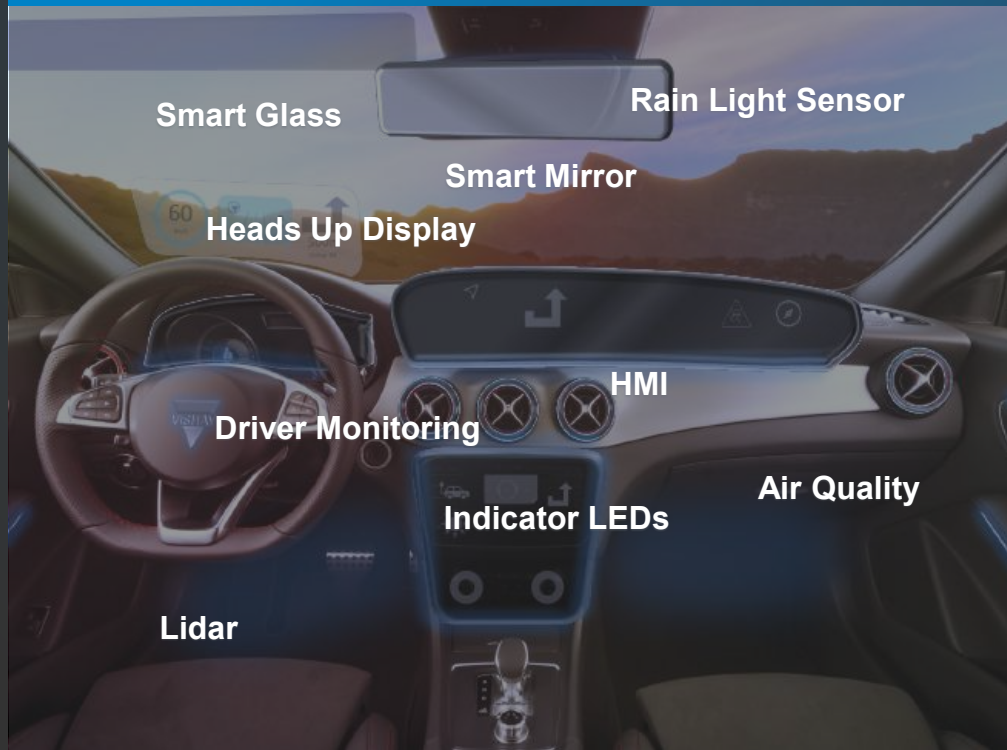 Smart Glass
Rain Light Sensor
Smart Mirror
60
Heads Up Display
HMI
VISHAY
Driver Monitoring
Air Quality
Indicator LEDs
Lidar